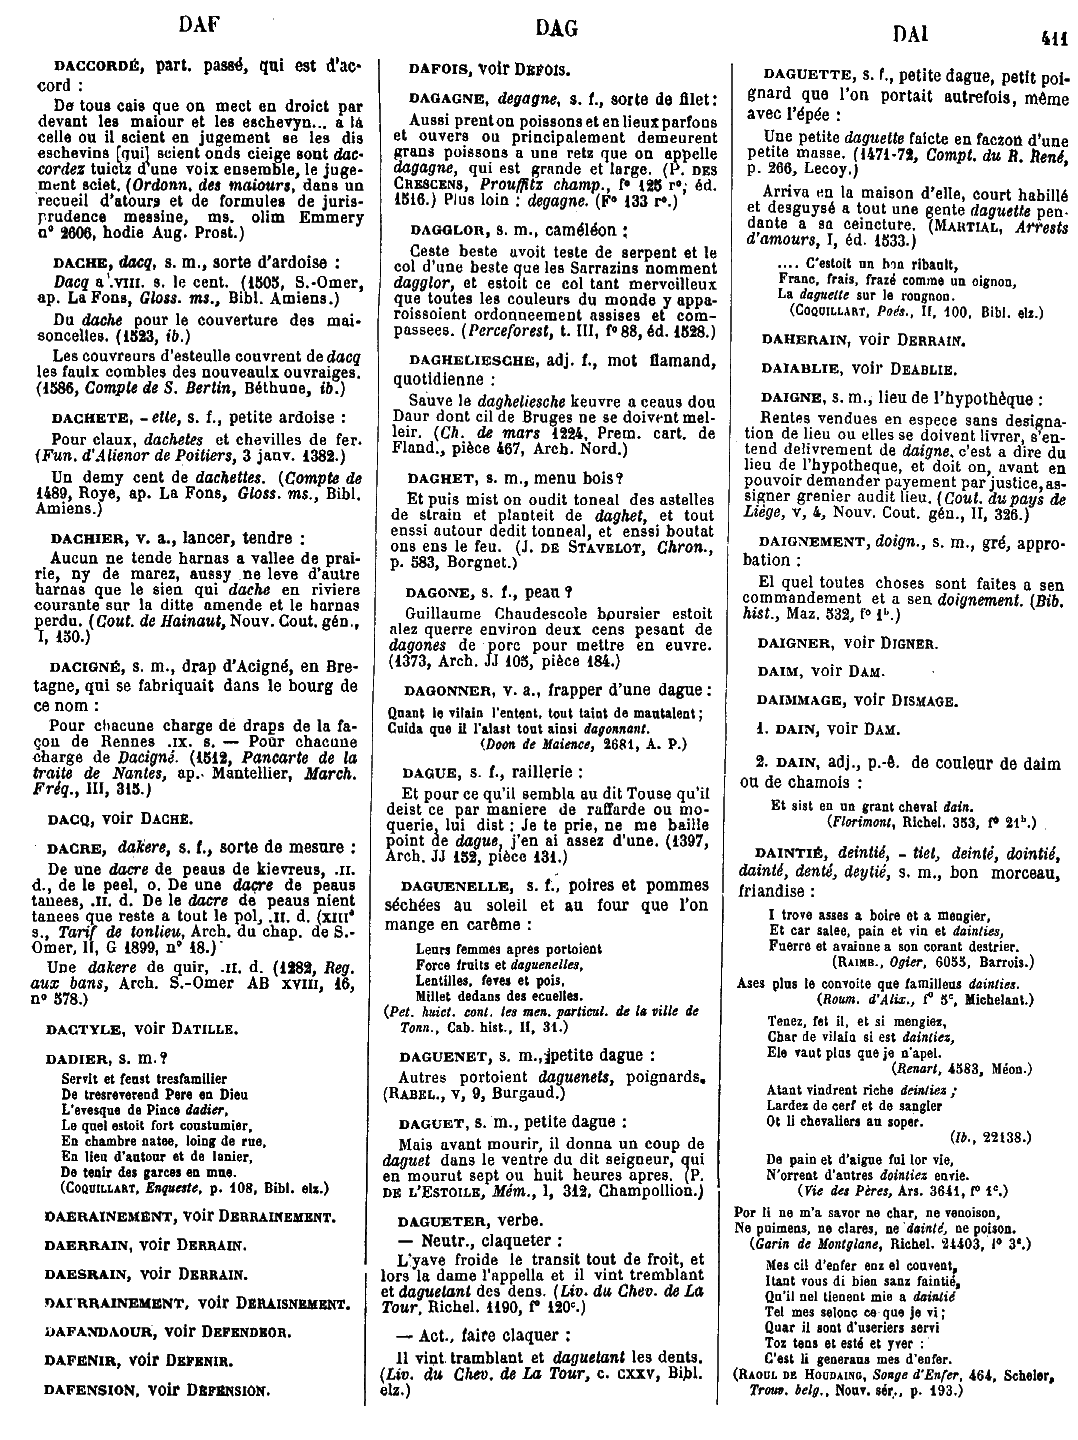 DAF
DAG
DAI
411
DACCORDÉ, part. passé, qui est d'ac-
cord :
De tous cais que on mect en droict par
devant les maiour et les eschevyn... a là
celle ou il scient en jugement se les dis
eschevins [qui] scient onds cieige sont dac-
cordez tuictz d'une voix ensemble, le juge-
ment sciet. (Ordonn. des maiours, dans un
recueil d'atours et de formules de juris-
prudence messine, ms. olim Emmery
n° 2606, hodie Aug. Prost.)
DACHE, dacq, s. m., sorte d'ardoise :
Dacq a .VIII. s. le cent. (1505, S.-Omer,
ap. La Fons, Gloss. ms., Bibl. Amiens.)
Du dache pour le couverture des mai-
soncelles. (1523, ib.)
Les couvreurs d'esteulle couvrent de dacq
les faulx combles des nouveaulx ouvraiges.
(1586, Compte de S. Bertin, Béthune, ib.)
DACHETE, - ette, s. f., petite ardoise :
Pour claux, dachetes et chevilles de fer.
(Fun. d'Alienor de Poitiers, 3 janv. 1382.)
Un demy cent de dachettes. (Compte de
1489, Roye, ap. La Fons, Gloss. ms., Bibl.
Amiens.)
DACHIER, v. a., lancer, tendre :
Aucun ne tende harnas a vallee de prai-
rie, ny de marez, aussy ne leve d'autre
harnas que le sien qui dache en riviere
courante sur la ditte amende et le harnas
perdu. (Cout. de Hainaut, Nouv. Cout. gén.,
I, 150.)
DACIGNÉ, s. m., drap d'Acigné, en Bre-
tagne, qui se fabriquait dans le bourg de
ce nom :
Pour chacune charge de draps de la fa-
çon de Rennes .IX. s. — Pour chacune
charge de Dacigné. (1512, Pancarte de la
traite de Nantes, ap. Mantellier, March.
Fréq., III, 315.)
DACQ, voir DACHE.
DACRE, dakere, s. f., sorte de mesure :
De une dacre de peaus de kievreus, .II.
d., de le peel, o. De une dacre de peaus
tanees, .II. d. De le dacre de peaus nient
tanees que reste a tout le pol, .II. d. (XIIIe
s., Tarif de tonlieu, Arch. du chap. de S.-
Omer, II, G 1899, n° 18.)
Une dakere de quir, .II. d. (1282, Reg.
aux bans, Arch. S.-Omer AB XVIII, 16,
n° 578.)
DACTYLE, voir DATILLE.
DADIER, s. m.?
Servit et feust tresfamilier
De tresreverend Pere en Dieu
L'evesque de Pince dadier,
Le quel estoit fort coustumier,
En chambre natee, loing de rue,
En lieu d'autour et de lanier,
De tenir des garces en mue.
(COQUILLART, Enqueste, p. 108, Bibl. elz.)
DAERAINEMENT, voir DERRAINEMENT.
DAERRAIN, voir DERRAIN.
DAESRAIN, voir DERRAIN.
DAERRAINEMENT, voir DERAISNEMENT.
DAFANDAOUR, voir DEFENDEOR.
DAFENIR, voir DEFENIR.
DAFENSION, voir DEFENSION.
DAFOIS, voir DEFOIS.
DAGAGNE, degagne, s. f., sorte de filet :
Aussi prent on poissons et en lieux parfons
et ouvers ou principalement demeurent
grans poissons a une retz que on appelle
dagagne, qui est grande et large. (P. DES
CRESCENS, Prouffitz champ., f° 125 r°; éd.
1516.) Plus loin : degagne. (F° 133 r°.)
DAGGLOR, s. m., caméléon :
Ceste beste avoit teste de serpent et le
col d'une beste que les Sarrazins nomment
dagglor, et estoit ce col tant merveilleux
que toutes les couleurs du monde y appa-
roissoient ordonneement assises et com-
passees. (Perceforest, t. III, f° 88, éd. 1528.)
DAGHELIESCHE, adj. f., mot flamand,
quotidienne :
Sauve le dagheliesche keuvre a ceaus dou
Daur dont cil de Bruges ne se doivent mel-
leir. (Ch. de mars 1224, Prem. cart. de
Fland., pièce 467, Arch. Nord.)
DAGHET, s. m., menu bois?
Et puis mist on oudit toneal des astelles
de strain et planteit de daghet, et tout
enssi autour dedit tonneal, et enssi boutat
ons ens le feu. (J. DE STAVELOT, Chron.,
p. 583, Borgnet.)
DAGONE, s. f., peau ?
Guillaume Chaudescole boursier estoit
alez querre environ deux cens pesant de
dagones de porc pour mettre en euvre.
(1373, Arch. JJ 105, pièce 184.)
DAGONNER, v. a., frapper d'une dague :
Quant le vilain l'entent, tout taint de mautalent ;
Cuida que il l'alast tout ainsi dagonnant.
(Doon de Maience, 2681, A. P.)
DAGUE, s. f., raillerie :
Et pour ce qu'il sembla au dit Touse qu'il
deist ce par maniere de raffarde ou mo-
querie, lui dist : Je te prie, ne me baille
point de dague, j'en ai assez d'une. (1397,
Arch. JJ 152, pièce 131.)
DAGUENELLE, s. f., poires et pommes
séchées au soleil et au four que l'on
mange en carême :
Leurs femmes apres portoient
Force fruits et daguenelles,
Lentilles, feves et pois,
Millet dedans des ecuelles.
(Pet. huict. cont. les men. particul. de la ville de
Tonn., Cab. hist., II, 31.)
DAGUENET, s. m., petite dague :
Autres portoient daguenets, poignards.
(RABEL., V, 9, Burgaud.)
DAGUET, s. m., petite dague :
Mais avant mourir, il donna un coup de
daguet dans le ventre du dit seigneur, qui
en mourut sept ou huit heures apres. (P.
DE L'ESTOILE, Mém., I, 312, Champollion.)
DAGUETER, verbe.
— Neutr., claqueter :
L'yave froide le transit tout de froit, et
lors la dame l'appella et il vint tremblant
et daguetant des dens. (Liv. du Chev. de La
Tour, Richel. 1190, f° 120c.)
— Act., faire claquer :
Il vint tramblant et daguetant les dents.
(Liv. du Chev. de La Tour, c. CXXV, Bibl.
elz.)
DAGUETTE, s. f., petite dague, petit poi-
gnard que l'on portait autrefois, même
avec l'épée :
Une petite daguette faicte en faczon d'une
petite masse. (1471-72, Compt. du R. René,
p. 266, Lecoy.)
Arriva en la maison d'elle, court habillé
et desguysé a tout une gente daguette pen-
dante a sa ceincture. (MARTIAL, Arrests
d'amours, I, éd. 1533.)
.... C'estoit un bon ribault,
Franc, frais, frazé comme un oignon,
La daguette sur le rongnon.
(COQUILLART, Poés., II, 100, Bibl. elz.)
DAHERAIN, voir DERRAIN.
DAIABLIE, voir DEABLIE.
DAIGNE, s. m., lieu de l'hypothèque :
Rentes vendues en espece sans designa-
tion de lieu ou elles se doivent livrer, s'en-
tend delivrement de daigne, c'est a dire du
lieu de l'hypotheque, et doit on, avant en
pouvoir demander payement par justice, as-
signer grenier audit lieu. (Cout. du pays de
Liège, V, 4, Nouv. Cout. gén., II, 326.)
DAIGNEMENT, doign., s. m., gré, appro-
bation :
El quel toutes choses sont faites a sen
commandement et a sen doignement. (Bib.
hist., Maz. 532, f° 1b.)
DAIGNER, voir DIGNER.
DAIM, voir DAM.
DAIMMAGE, voir DISMAGE.
1. DAIN, voir DAM.
2. DAIN, adj., p.-ê. de couleur de daim
ou de chamois :
Et sist en un grant cheval dain.
(Florimont, Richel. 353, f° 21b.)
DAINTIÉ, deintié, - tiet, deinté, dointié,
dainté, denté, deytié, s. m., bon morceau,
friandise :
I trove asses a boire et a mengier,
Et car salee, pain et vin et dainties,
Fuerre et avainne a son corant destrier.
(RAIMB., Ogier, 6055, Barrois.)
Ases plus le convoite que familleus dainties.
(Roum. d'Alix., f° 5c, Michelant.)
Tenez, fet il, et si mengiez,
Char de vilain si est daintiez,
Ele vaut plus que je n'apel.
(Renart, 4583, Méon.)
Atant vindrent riche deintiez ;
Lardez de cerf et de sangler
Ot li chevaliers au soper.
(Ib., 22138.)
De pain et d'aigue fui lor vie,
N'orrent d'autres dointiez envie.
(Vie des Pères, Ars. 3641, f° 1c.)
Por li ne m'a savor ne char, ne venoison,
Ne puimens, ne clares, ne dainté, ne poison.
(Garin de Montglane, Richel. 24403, f° 3a.)
Mes cil d'enfer enz el couvent,
Itant vous di bien sanz faintié,
Qu'il nel tienent mie a daintié
Tel mes selonc ce que je vi ;
Quar il sont d'useriers servi
Toz tens et esté et yver :
C'est li generaus mes d'enfer.
(RAOUL DE HOUDAING, Songe d'Enfer, 464, Scheler,
Trouv. belg., Nouv. sér., p. 193.)